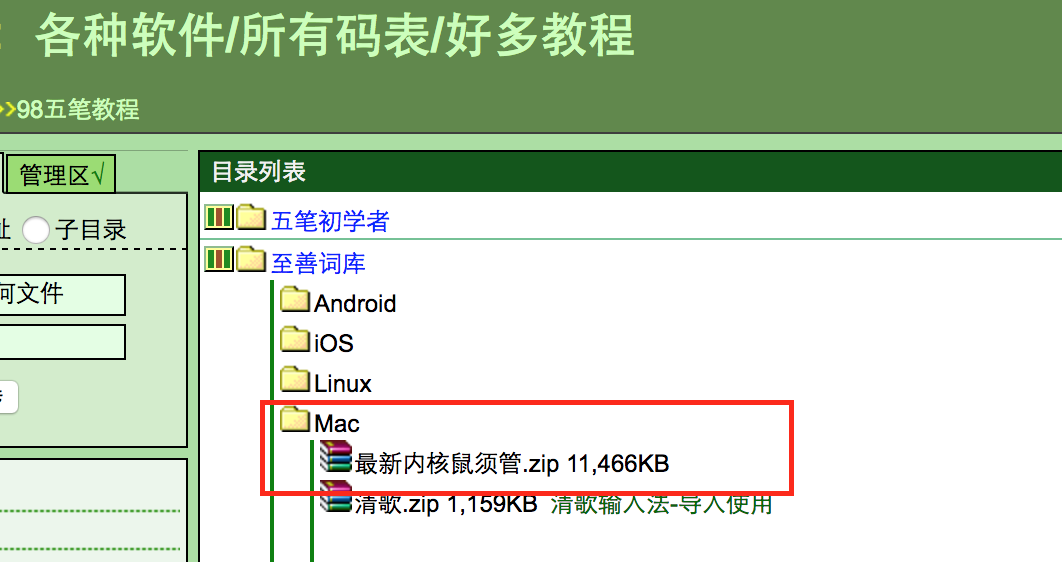 各种软件/所有码表/好多教程
>>98五笔教程
管理区√
目录列表
子目录
五笔初学者
至善词库
何文件
Android
iOS
Linux
Mac
最新内核鼠须管.zip 11,466KB
清歌.zip 1,159KB 清歌输入法-导入使用